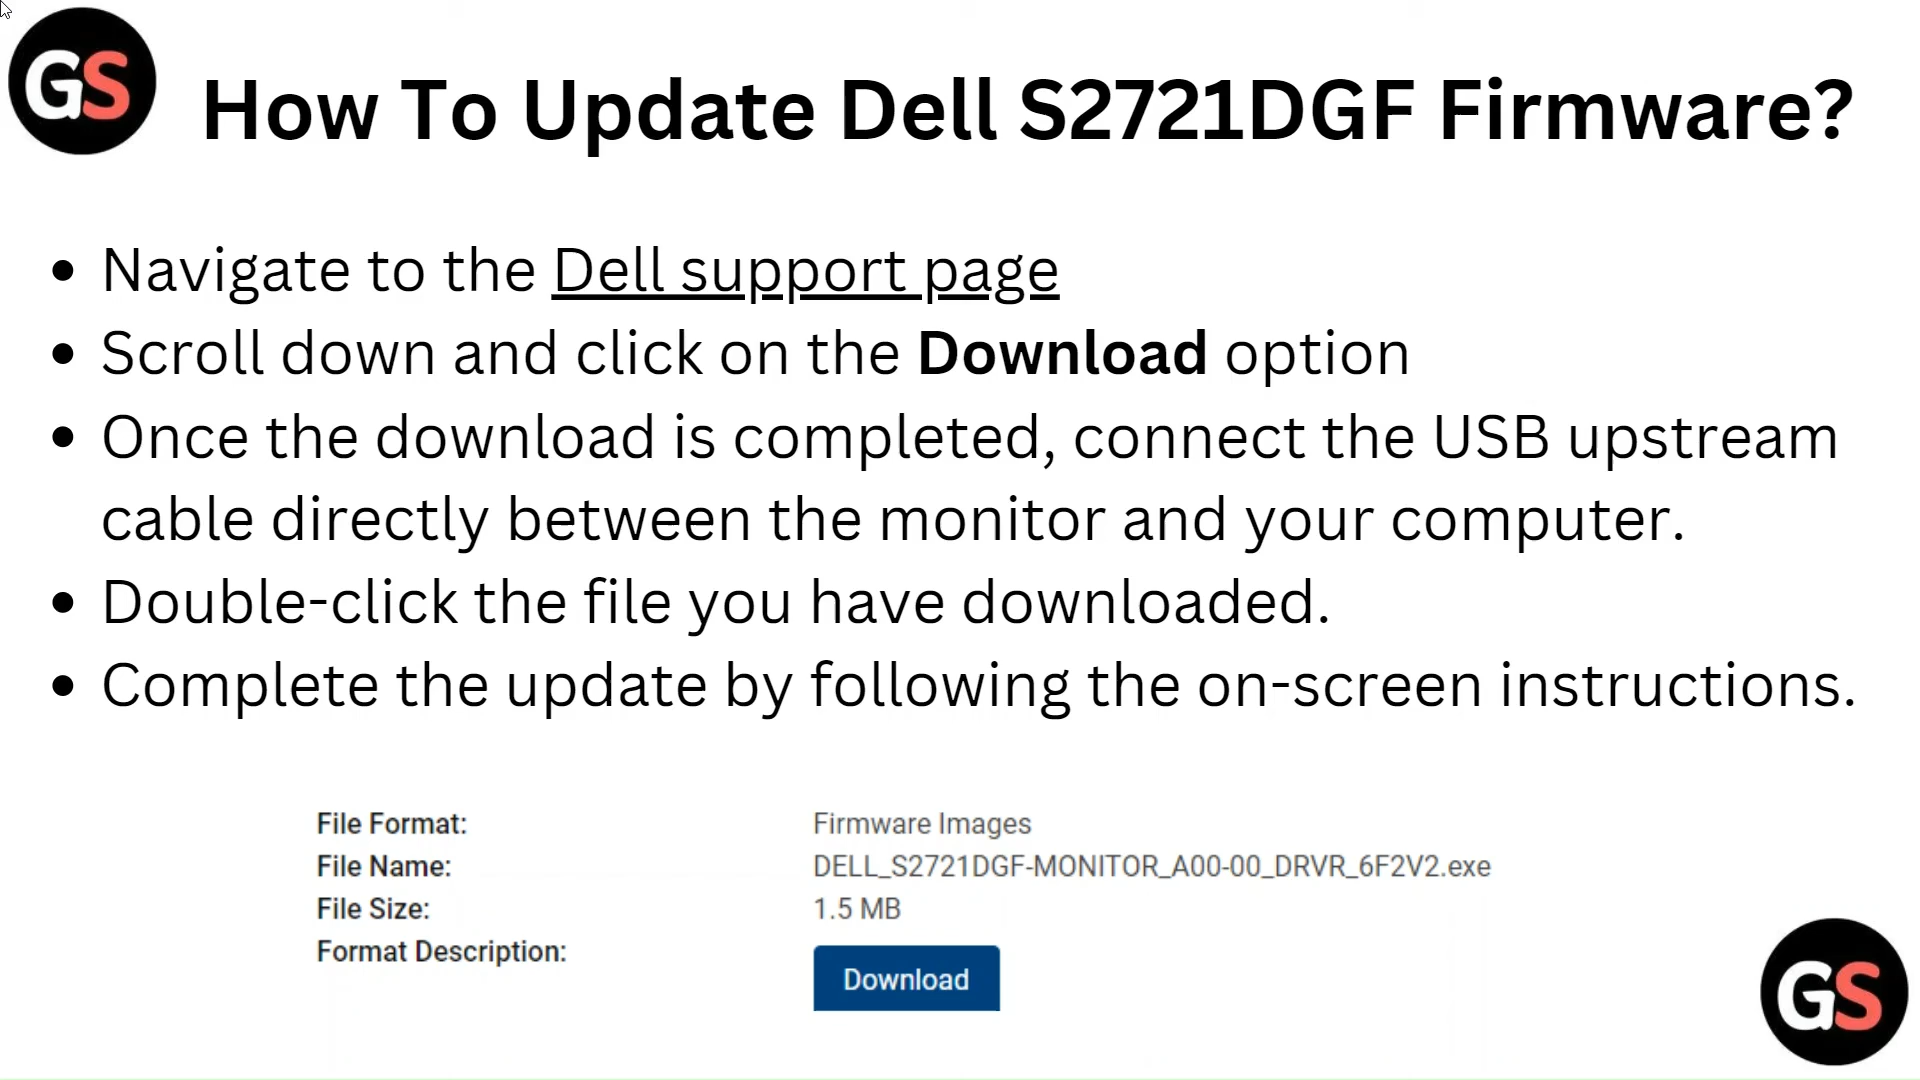 GS
How To Update Dell S2721DGF Firmware?
• Navigate to the Dell support page
• Scroll down and click on the Download option
• Once the download is completed, connect the USB upstream
cable directly between the monitor and your computer.
• Double-click the file you have downloaded.
• Complete the update by following the on-screen instructions.
File Format: Firmware Images
File Name: DELL_S2721DGF-MONITOR_A00-00_DRVR_6F2V2.exe
File Size: 1.5 MB
Format Description:
Download
GS